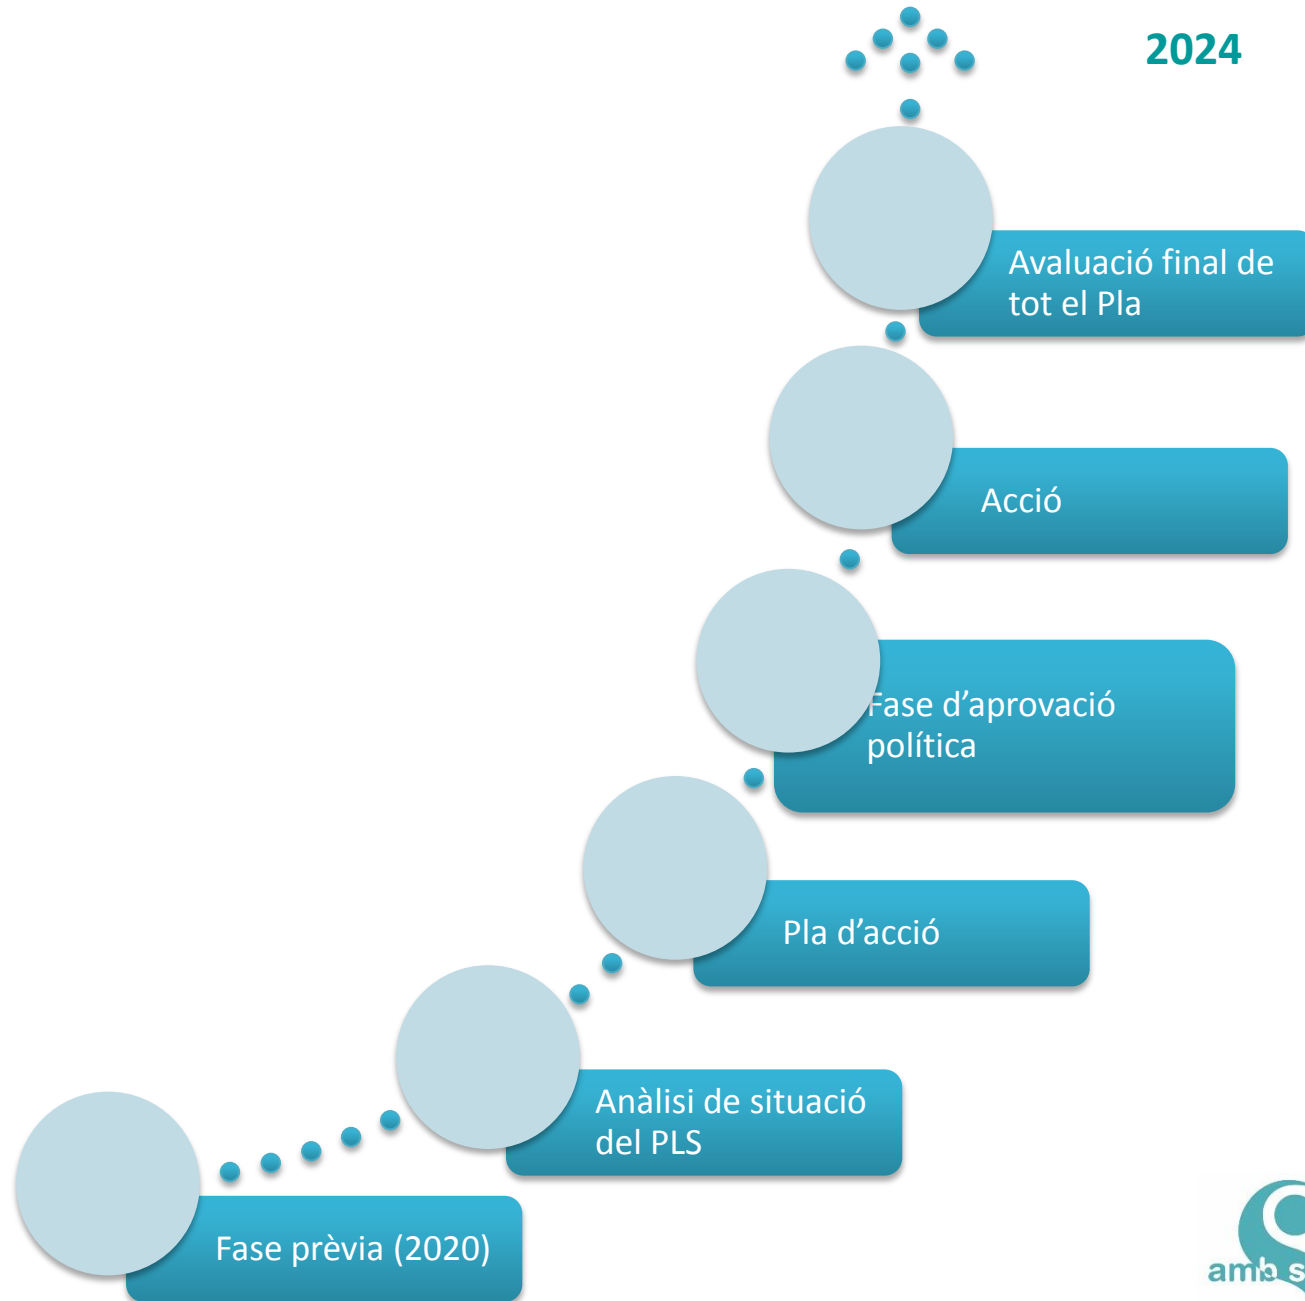 2024
Avaluació final de
tot el Pla
Acció
Fase d’aprovació
política
Pla d’acció
Anàlisi de situació
del PLS
Fase prèvia (2020)
amb